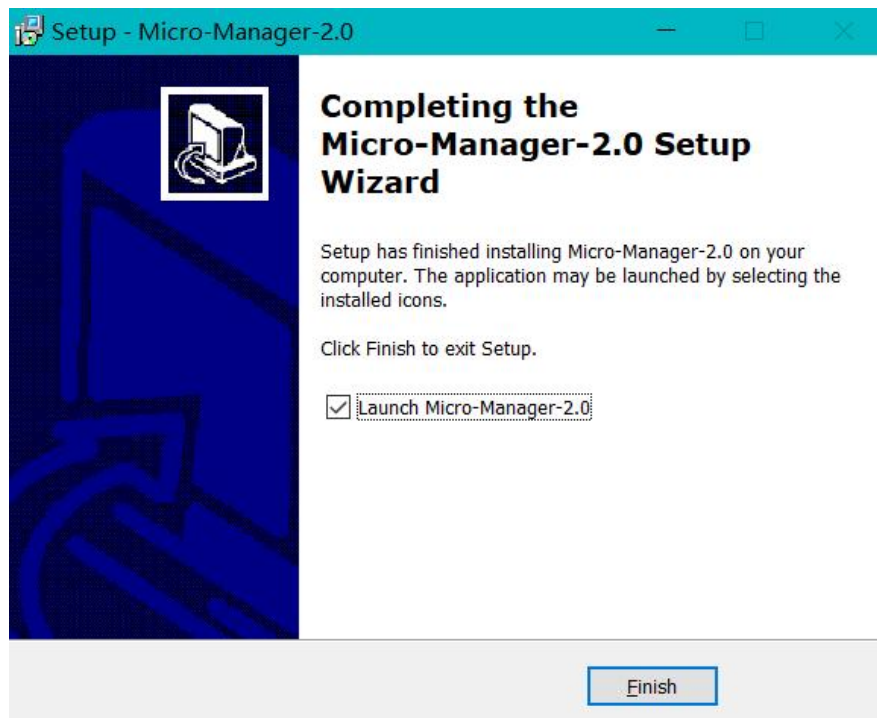 Setup - Micro-Manager-2.0
Completing the
Micro-Manager-2.0 Setup
Wizard
Setup has finished installing Micro-Manager-2.0 on your
computer. The application may be launched by selecting the
installed icons.
Click Finish to exit Setup.
Launch Micro-Manager-2.0
Finish